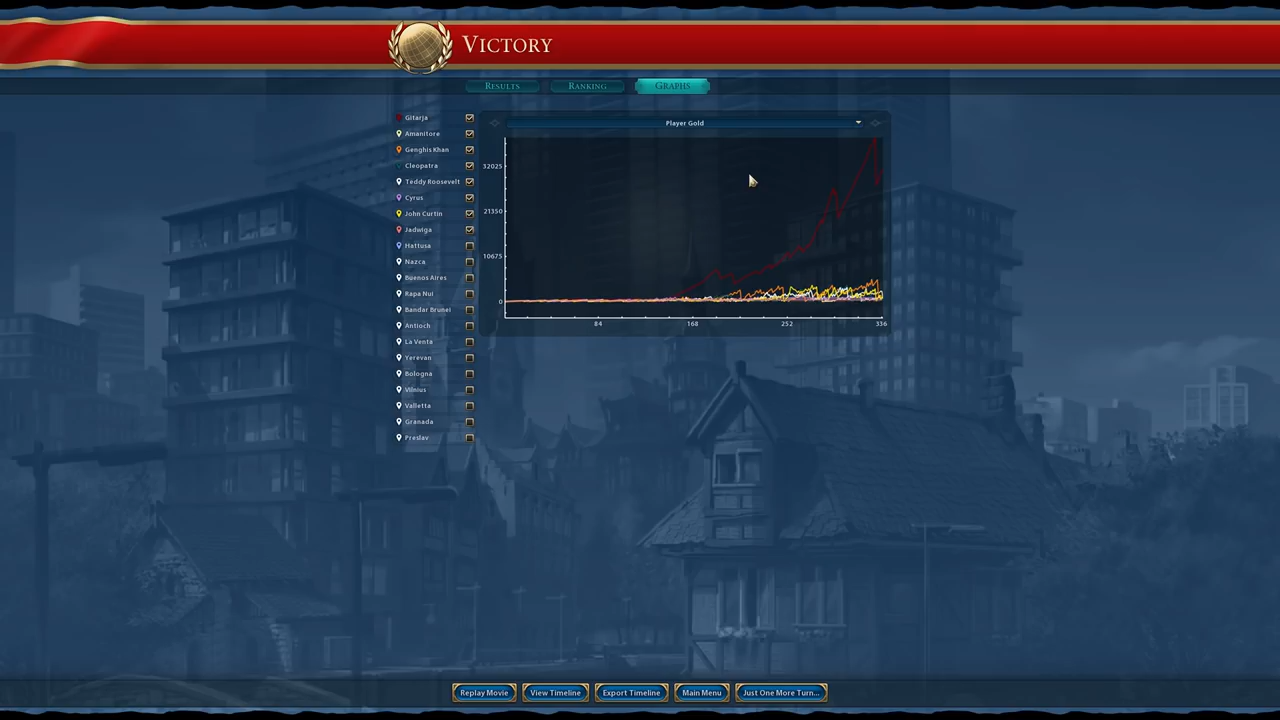 Victory
Results Ranking Graphs
Gitarja
Player Gold
Amanitore
Genghis Khan
Cleopatra
32025
Teddy Roosevelt
Cyrus
John Curtin
21350
Jadwiga
Hattusa
Nazca
10675
Buenos Aires
Rapa Nui
0
Bandar Brunei
Antioch
84 168 252 336
La Venta
Yerevan
Bologna
Vilnius
Valletta
Granada
Preslav
Replay Movie View Timeline Export Timeline Main Menu Just One More Turn...